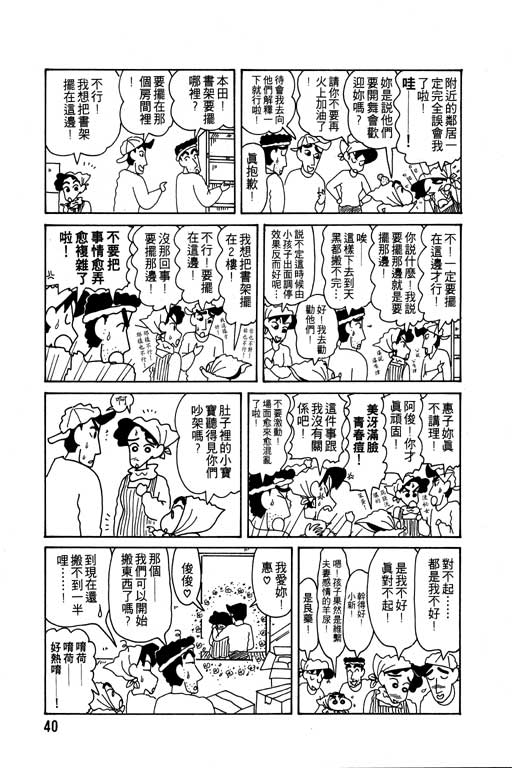 附近的鄰居一
定完全誤會我
了啦！
哇！
妳是說他們
要開舞會歡
迎妳嗎？
請你不要再
火上加油了
！
待會我去向
他們解釋一
下就行啦！
真抱歉！
本田！
書架要擺
哪裡？
要擺在那
個房間裡
！
不行！
我想把書架
擺在這邊！
不！一定要擺
在這邊才行！
你說什麼！我說
要擺那邊就是要
擺那邊！
唉
這樣下去到天
黑都搬不完…
說不定這時候由
小孩子出面調停
效果反而好呢…
好！我去勸
勸他們！
我想把書架擺
在2樓！
不行！要擺
在這邊！
沒那回事！
要擺那邊！
不要把
事情愈弄
愈複雜了
啦！
惠子妳真
不講理！
阿俊！你才
真頑固！
美牙滿臉
青春痘！
這件事跟
我沒有關
係吧！
不要激動！
場面愈來愈混亂
了啦！
肚子裡的小寶
寶聽得見你們
吵架嗎？
啊
對不起……
都是我不好！
是我不好！
真對不起！
幹得好！
小新！
嗯！孩子果然是維繫
夫妻感情的羊尿！
是良藥！
我愛妳！
惠♡
俊俊♡
那個……
我們可以開始
搬東西了嗎？
到現在還
搬不到一半
哩……！
唷荷—
唷荷—
好熱唷—！
40